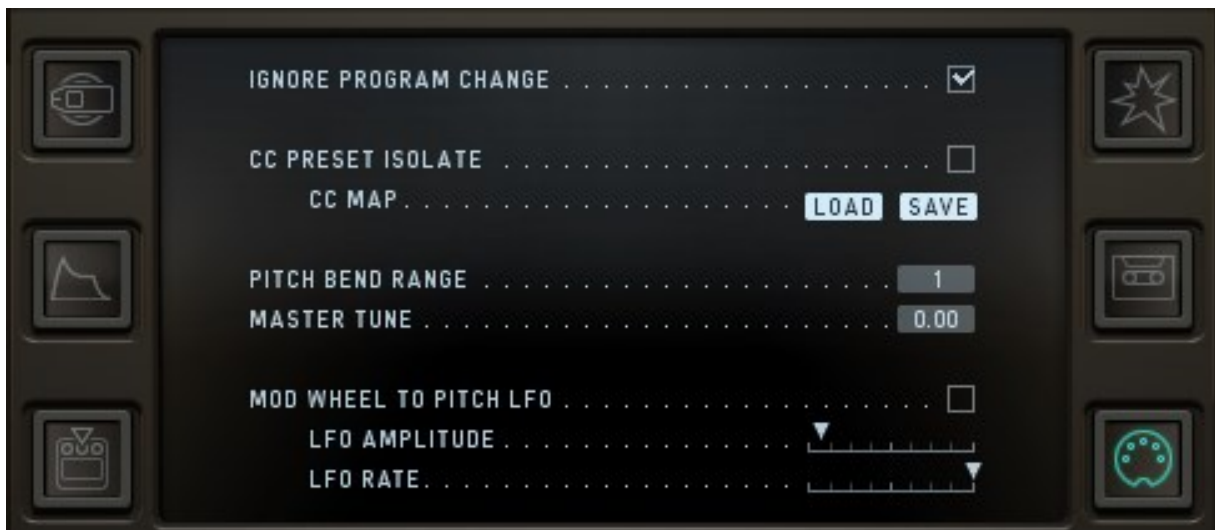 IGNORE PROGRAM CHANGE
CC PRESET ISOLATE
CC MAP LOAD SAVE
PITCH BEND RANGE 1
MASTER TUNE 0.00
MOD WHEEL TO PITCH LFO
LFO AMPLITUDE
LFO RATE